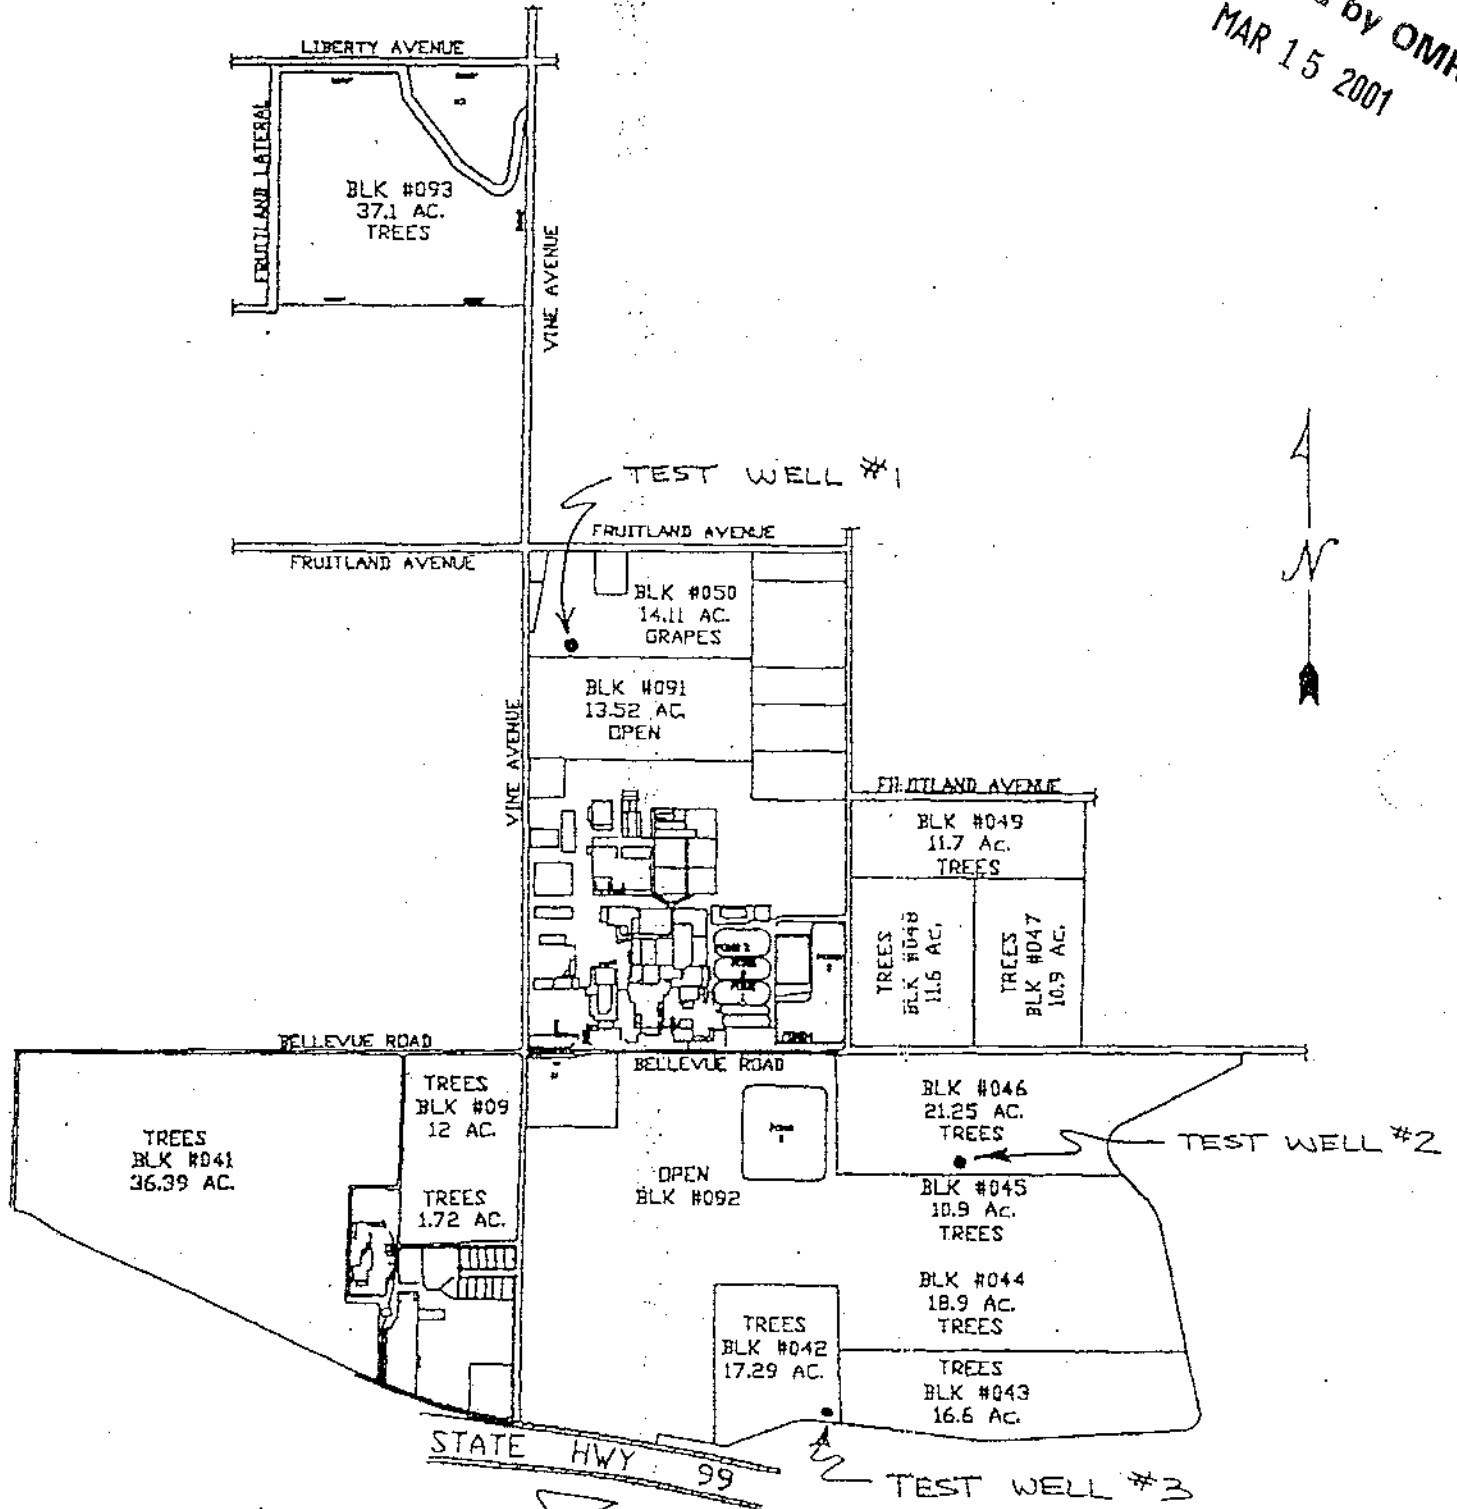 by OMR
MAR 15 2001
LIBERTY AVENUE
FRUITLAND LATERAL
BLK #093
37.1 AC.
TREES
VINE AVENUE
TEST WELL #1
FRUITLAND AVENUE
FRUITLAND AVENUE
BLK #050
14.11 AC.
GRAPES
BLK #091
13.52 AC.
OPEN
VINE AVENUE
N
FRUITLAND AVENUE
BLK #049
11.7 Ac.
TREES
TREES
BLK #048
11.6 Ac.
TREES
BLK #047
10.9 Ac.
BELLEVUE ROAD
BELLEVUE ROAD
TREES
BLK #09
12 AC.
BLK #046
21.25 AC.
TREES
TEST WELL #2
TREES
BLK #041
36.39 AC.
OPEN
BLK #092
TREES
1.72 AC.
BLK #045
10.9 Ac.
TREES
BLK #044
18.9 Ac.
TREES
TREES
BLK #042
17.29 AC.
TREES
BLK #043
16.6 Ac.
STATE HWY 99
TEST WELL #3